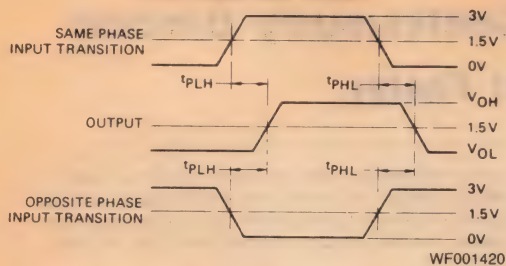 SAME PHASE
INPUT TRANSITION
3V
1.5V
0V
tPLH
tPHL
OUTPUT
VOH
1.5V
VOL
tPLH
tPHL
OPPOSITE PHASE
INPUT TRANSITION
3V
1.5V
0V
WF001420